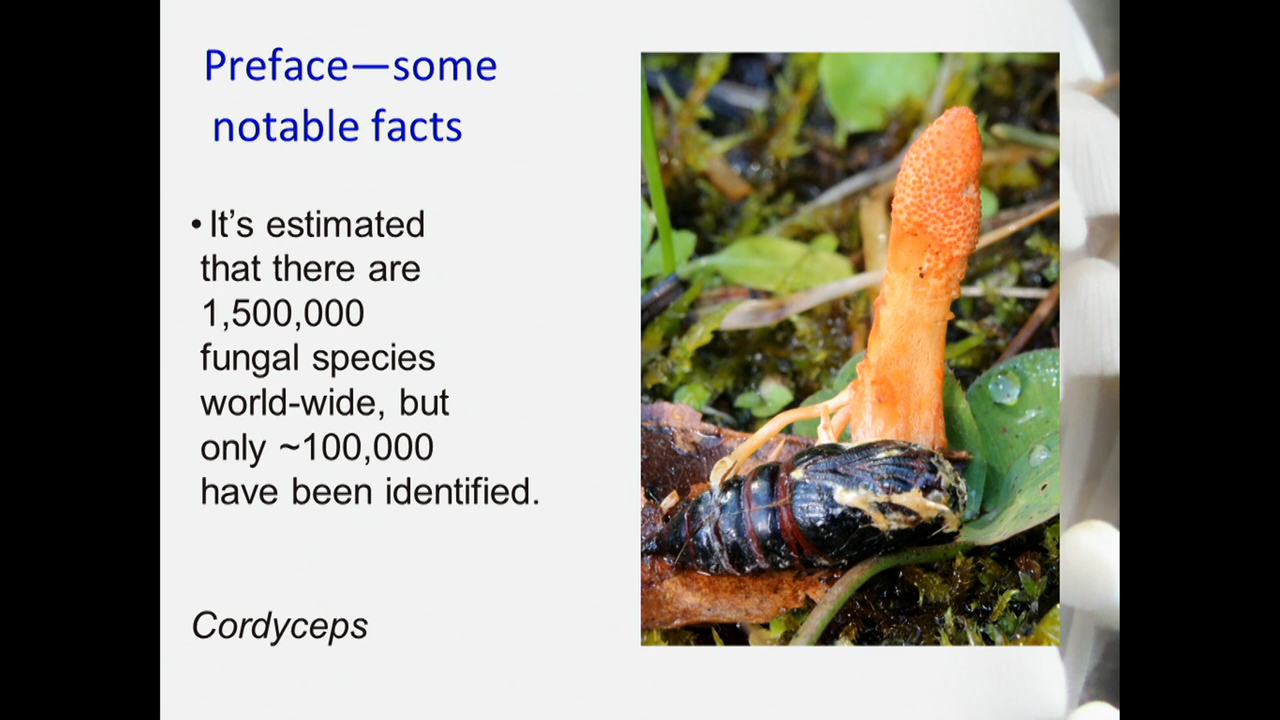 Preface—some
notable facts
• It’s estimated
that there are
1,500,000
fungal species
world-wide, but
only ~100,000
have been identified.
Cordyceps